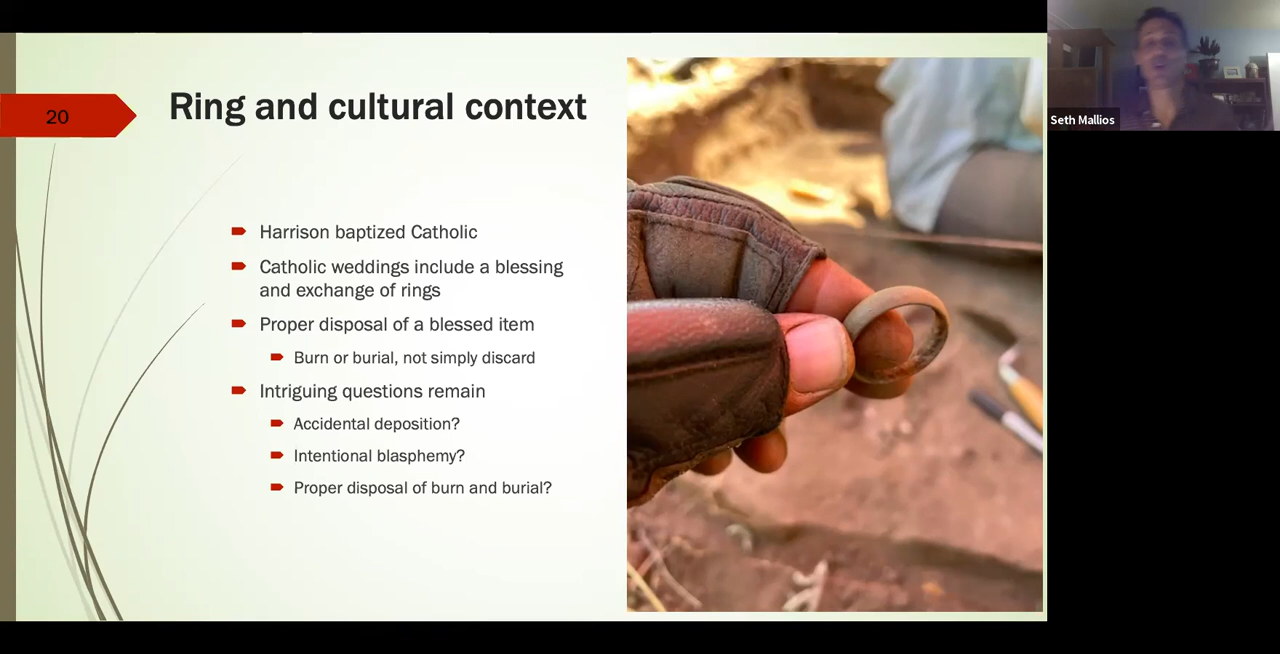 20
Ring and cultural context
Harrison baptized Catholic
Catholic weddings include a blessing
and exchange of rings
Proper disposal of a blessed item
Burn or burial, not simply discard
Intriguing questions remain
Accidental deposition?
Intentional blasphemy?
Proper disposal of burn and burial?
Seth Mallios